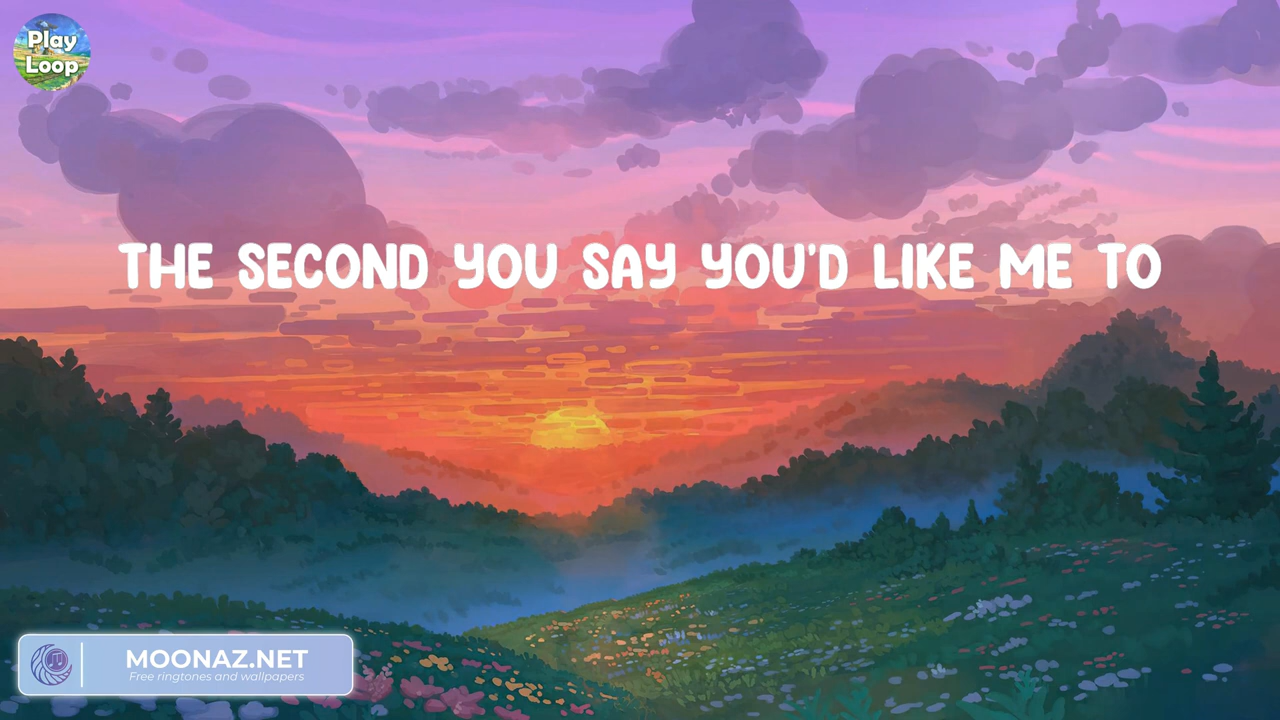 Play
Loop
THE SECOND YOU SAY YOU'D LIKE ME TO
MOONAZ.NET
Free ringtones and wallpapers